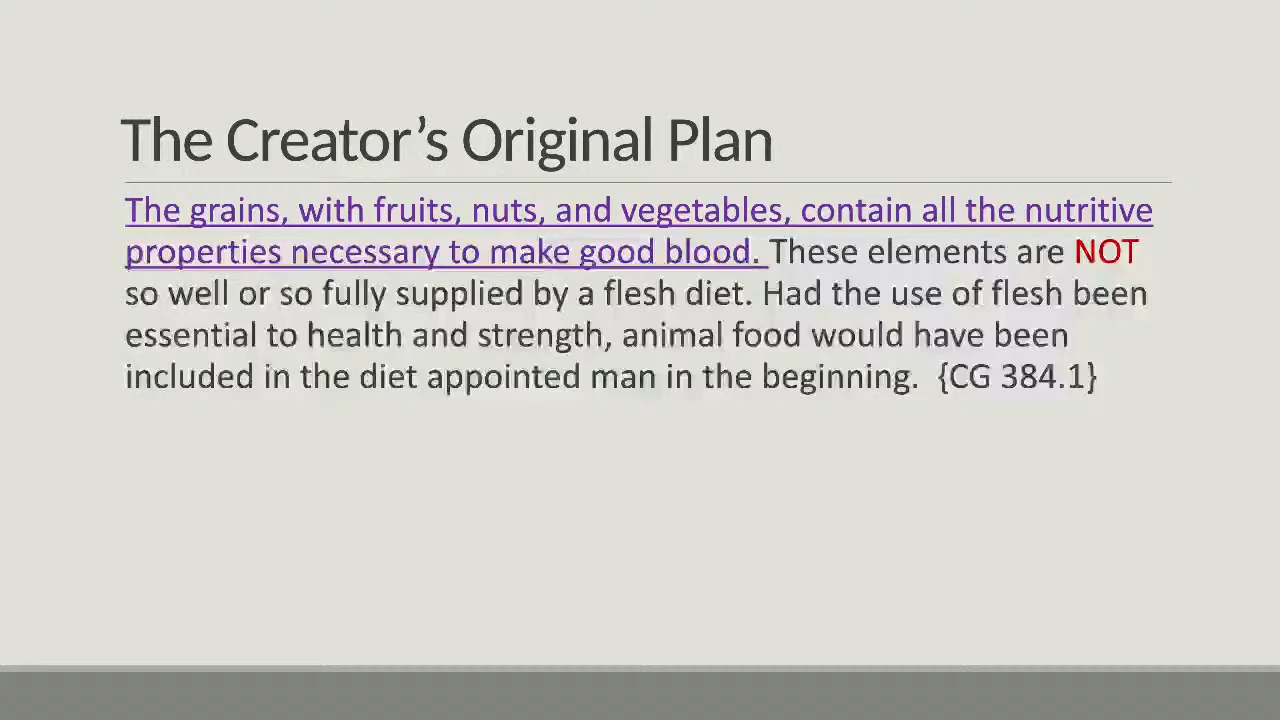 The Creator’s Original Plan
The grains, with fruits, nuts, and vegetables, contain all the nutritive
properties necessary to make good blood. These elements are NOT
so well or so fully supplied by a flesh diet. Had the use of flesh been
essential to health and strength, animal food would have been
included in the diet appointed man in the beginning.  {CG 384.1}